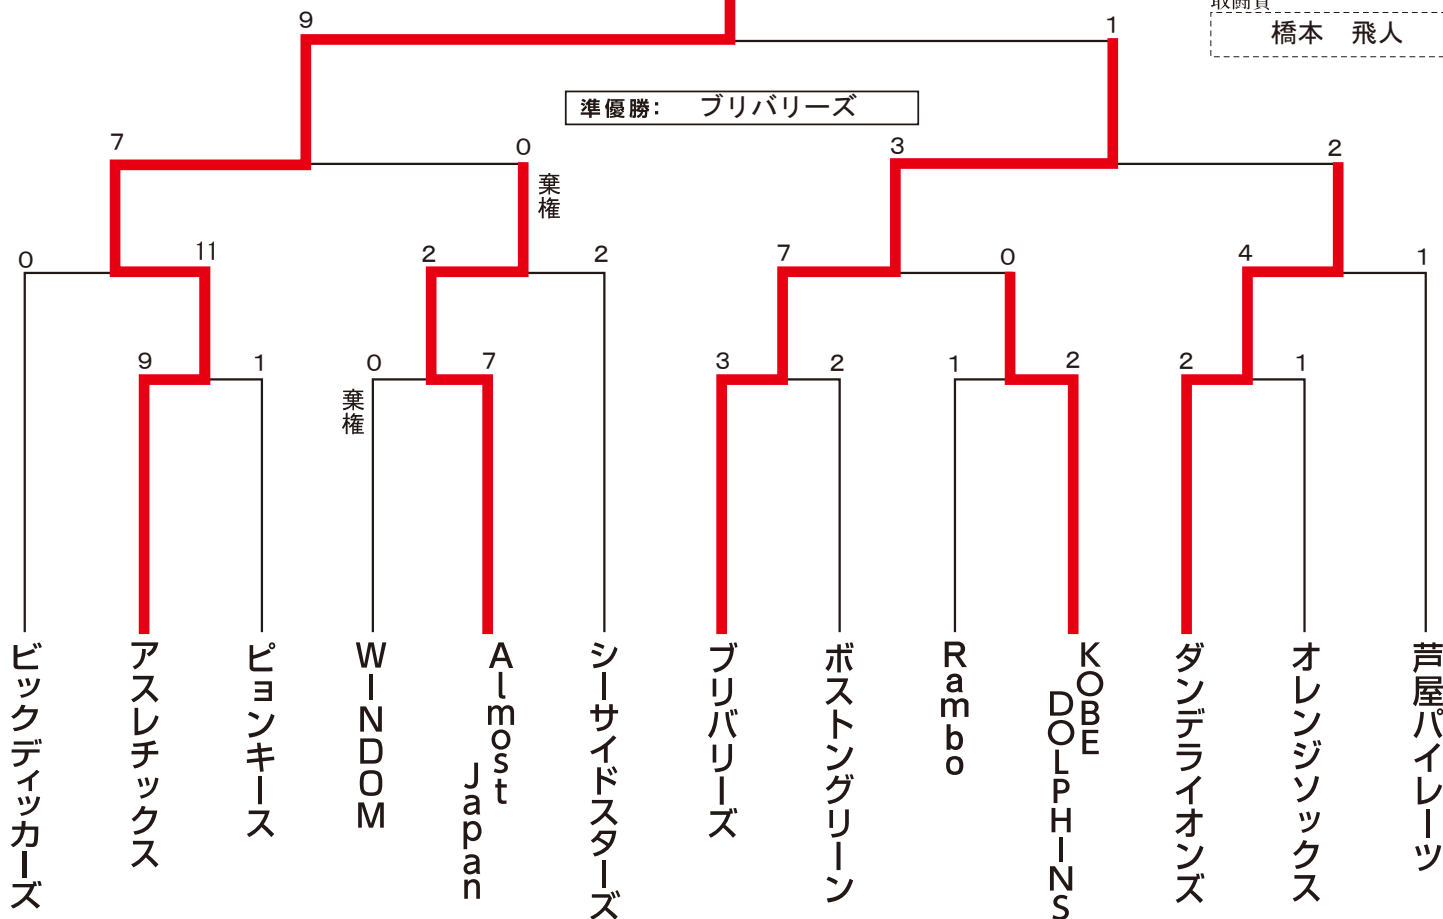 敢闘賞
橋本　飛人
9
1
準優勝：　ブリバリーズ
7
0
棄権
3
2
0
11
2
2
7
0
4
1
9
1
0
棄権
7
3
2
1
2
2
1
ビックディッカーズ
アスレチックス
ピョンキース
WINDOM
Almost
Japan
シーサイドスターズ
ブリバリーズ
ボストングリーン
Rambo
KOBE
DOLPHINS
ダンデライオンズ
オレンジソックス
芦屋パイレーツ